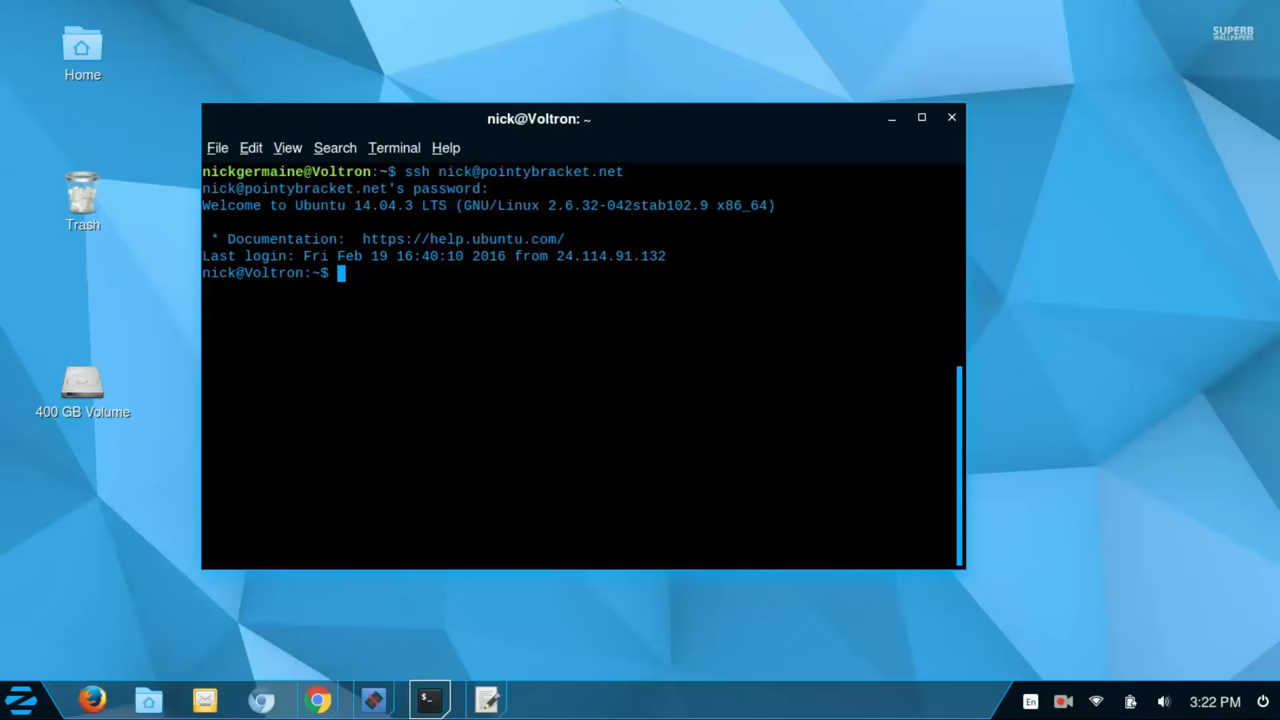 SUPERB
WALLPAPERS
Home
Trash
400 GB Volume
nick@Voltron: ~
File Edit View Search Terminal Help
nickgermaine@Voltron:~$ ssh nick@pointybracket.net
nick@pointybracket.net's password:
Welcome to Ubuntu 14.04.3 LTS (GNU/Linux 2.6.32-042stab102.9 x86_64)
* Documentation:  https://help.ubuntu.com/
Last login: Fri Feb 19 16:40:10 2016 from 24.114.91.132
nick@Voltron:~$
$_
En
3:22 PM